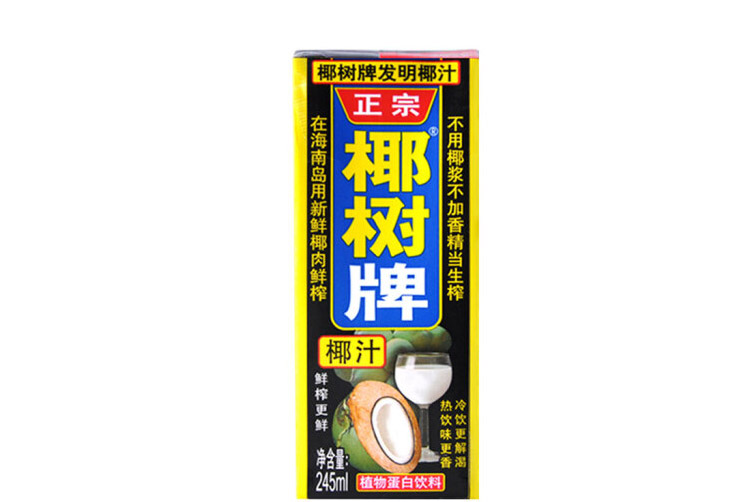 椰树牌发明椰汁
正宗
椰树牌®
在海南岛用新鲜椰肉鲜榨
不用椰浆不加香精当生榨
椰汁
鲜榨更鲜
冷饮更解渴
热饮味更香
净含量:
245ml
植物蛋白饮料